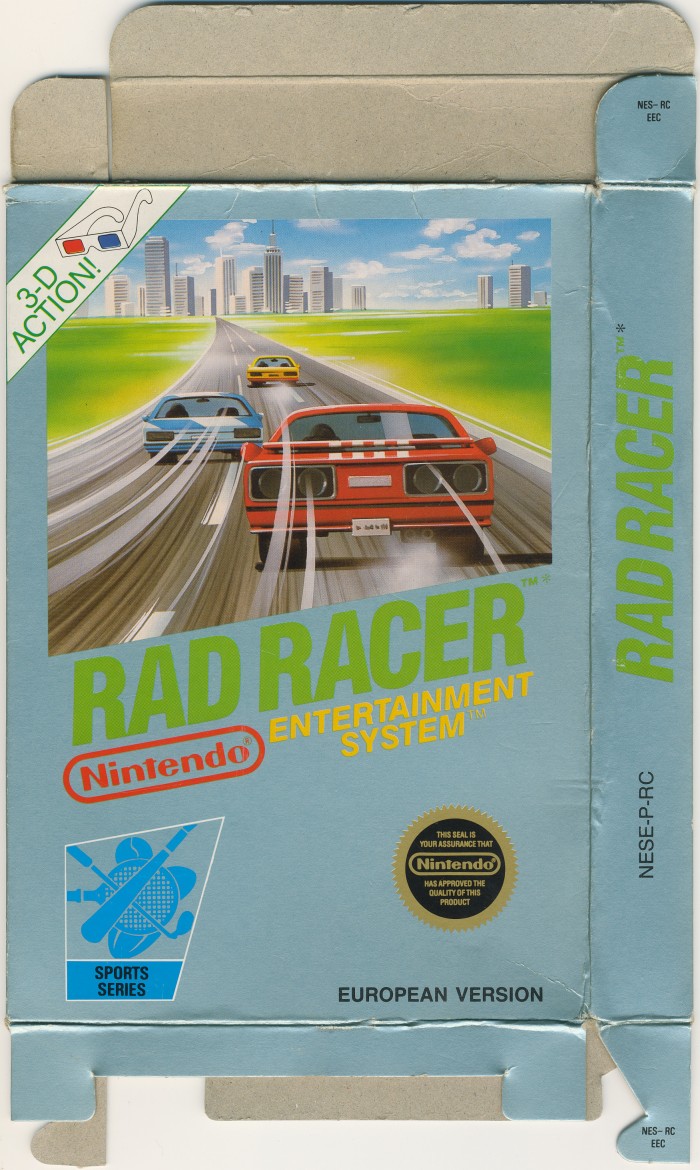 NES- RC
EEC
3-D
ACTION!
RAD RACER™*
Nintendo®
ENTERTAINMENT
SYSTEM™
THIS SEAL IS
YOUR ASSURANCE THAT
Nintendo®
HAS APPROVED THE
QUALITY OF THIS
PRODUCT
SPORTS
SERIES
EUROPEAN VERSION
RAD RACER™*
NESE-P-RC
NES- RC
EEC